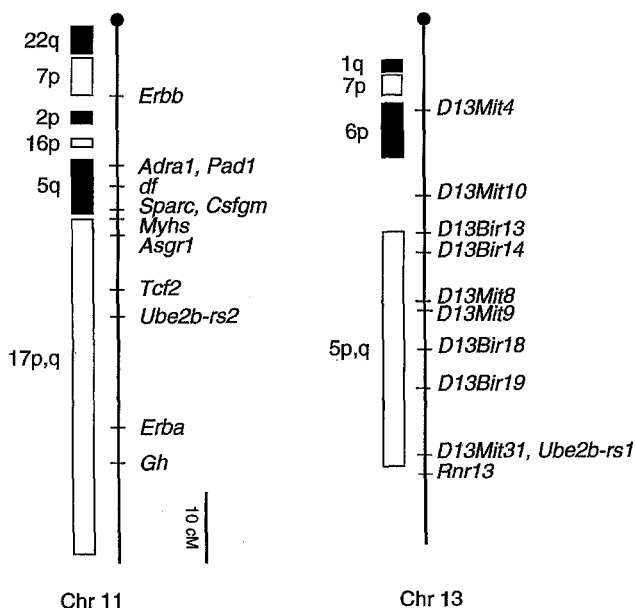 22q
7p
2p
16p
5q
17p,q
Erbb
Adra1, Pad1
df
Sparc, Csfgm
Myhs
Asgr1
Tcf2
Ube2b-rs2
Erba
Gh
10 cM
Chr 11
1q
7p
6p
5p,q
D13Mit4
D13Mit10
D13Bir13
D13Bir14
D13Mit8
D13Mit9
D13Bir18
D13Bir19
D13Mit31, Ube2b-rs1
Rnr13
Chr 13